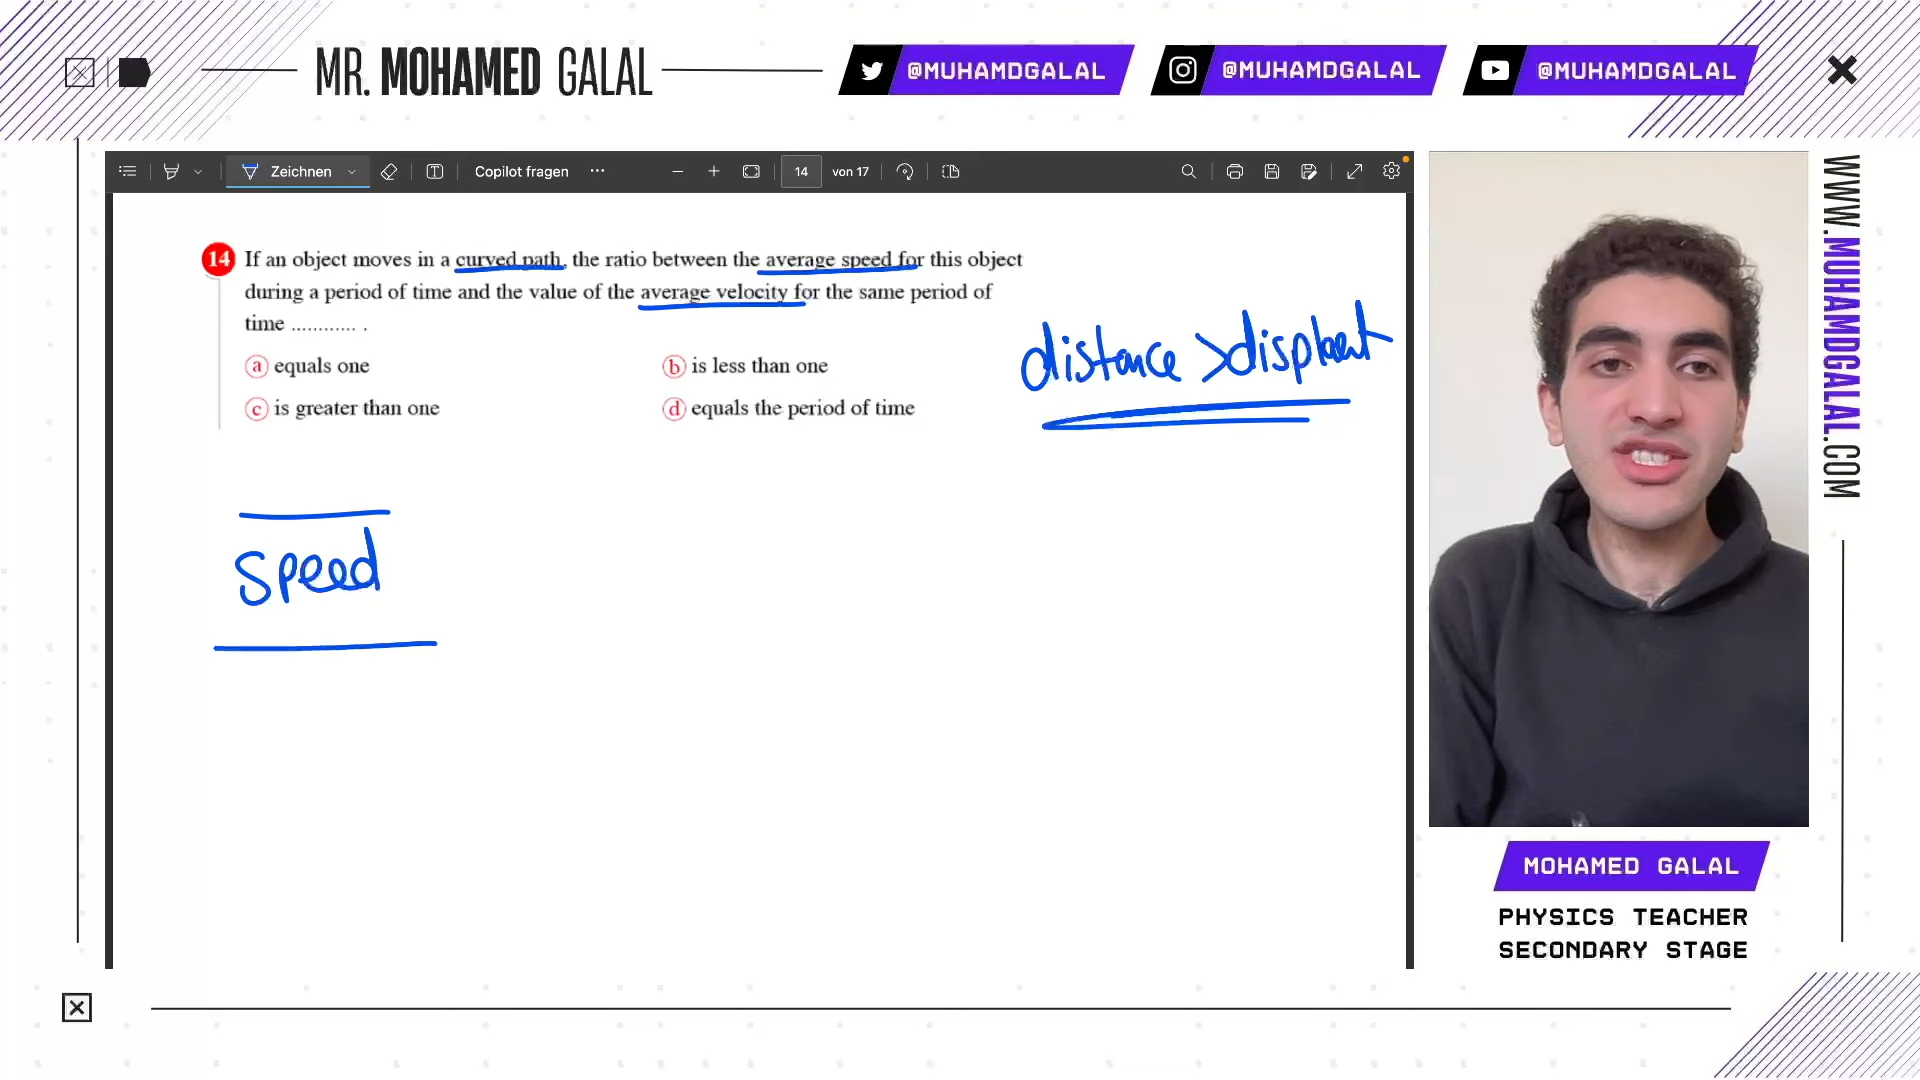 MR. MOHAMED GALAL
@MUHAMDGALAL
@MUHAMDGALAL
@MUHAMDGALAL
Zeichnen
Copilot fragen
14
von 17
14 If an object moves in a curved path, the ratio between the average speed for this object
during a period of time and the value of the average velocity for the same period of
time ............ .
a equals one
b is less than one
c is greater than one
d equals the period of time
distance >
speed
WWW.MUHAMDGALAL.COM
MOHAMED GALAL
PHYSICS TEACHER
SECONDARY STAGE